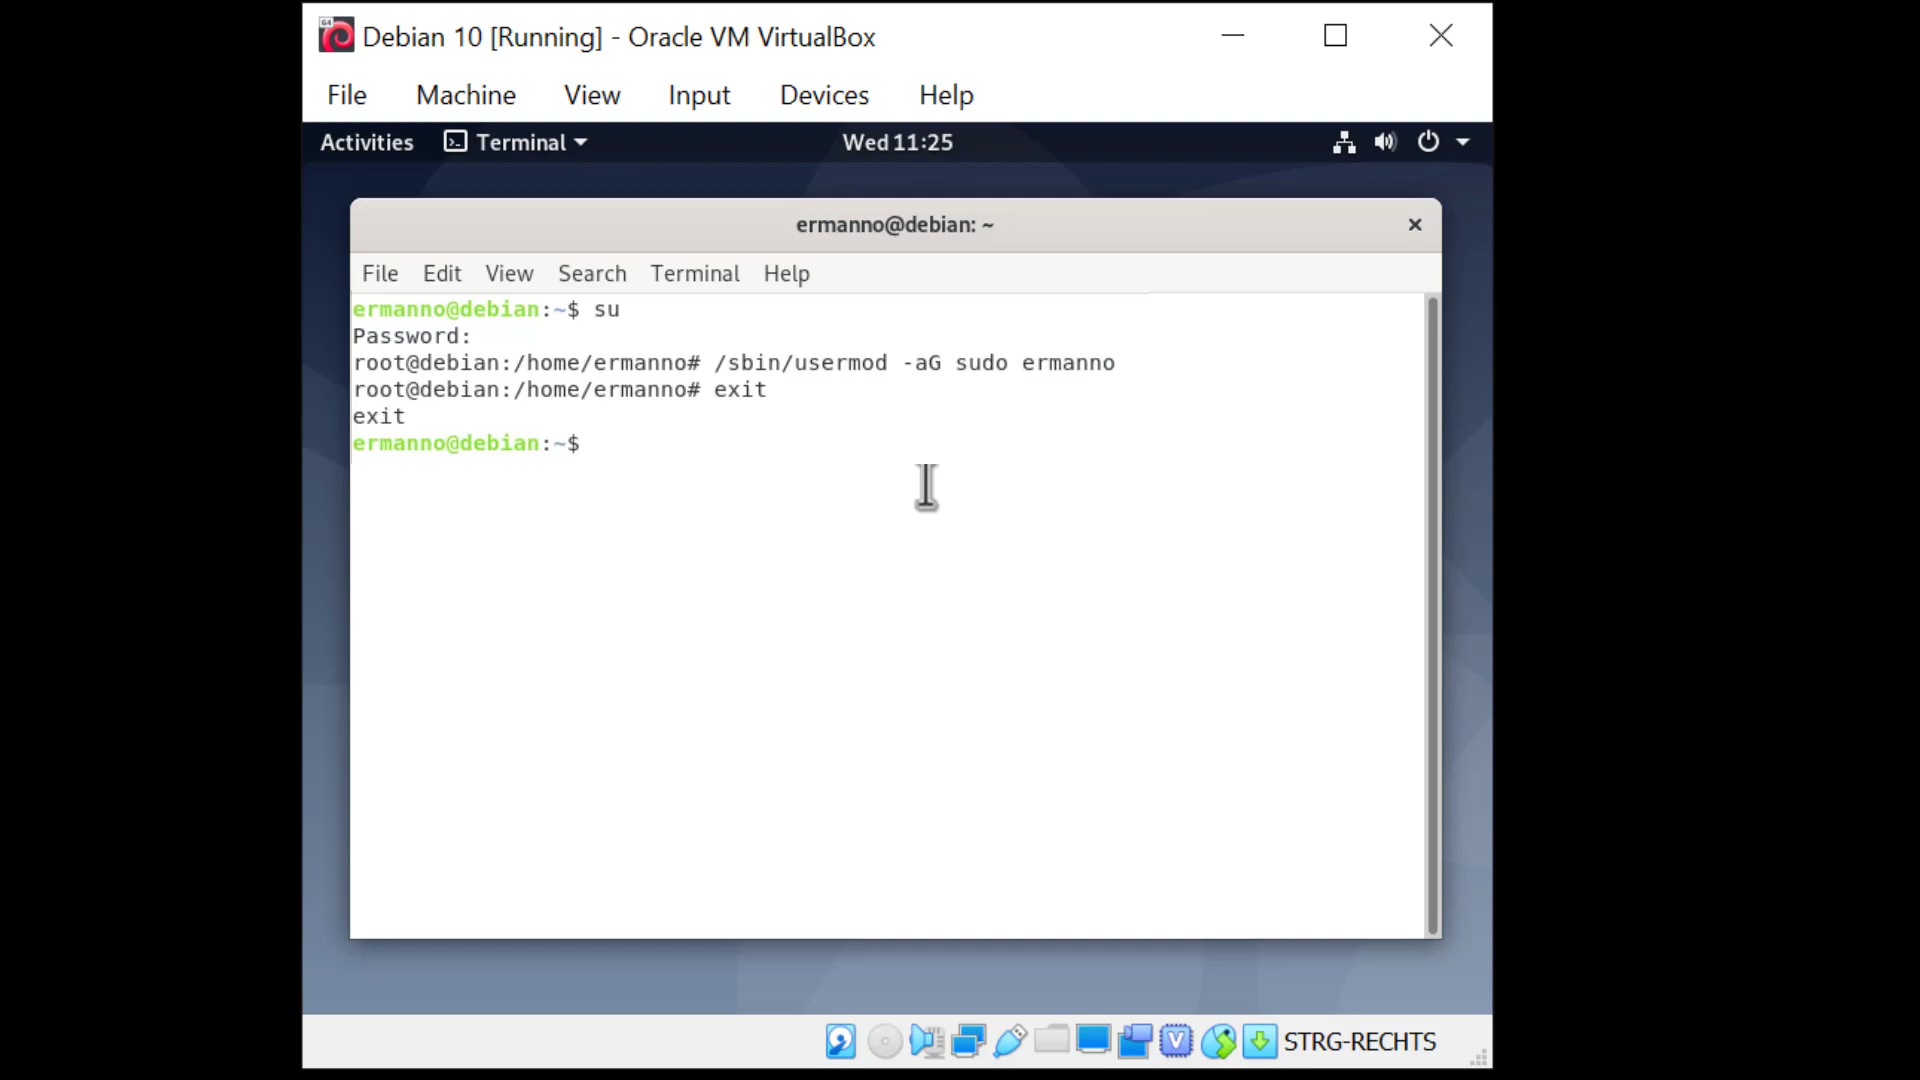 64
Debian 10 [Running] - Oracle VM VirtualBox
File Machine View Input Devices Help
Activities Terminal Wed 11:25
ermanno@debian: ~
File Edit View Search Terminal Help
ermanno@debian:~$ su
Password:
root@debian:/home/ermanno# /sbin/usermod -aG sudo ermanno
root@debian:/home/ermanno# exit
exit
ermanno@debian:~$
V STRG-RECHTS